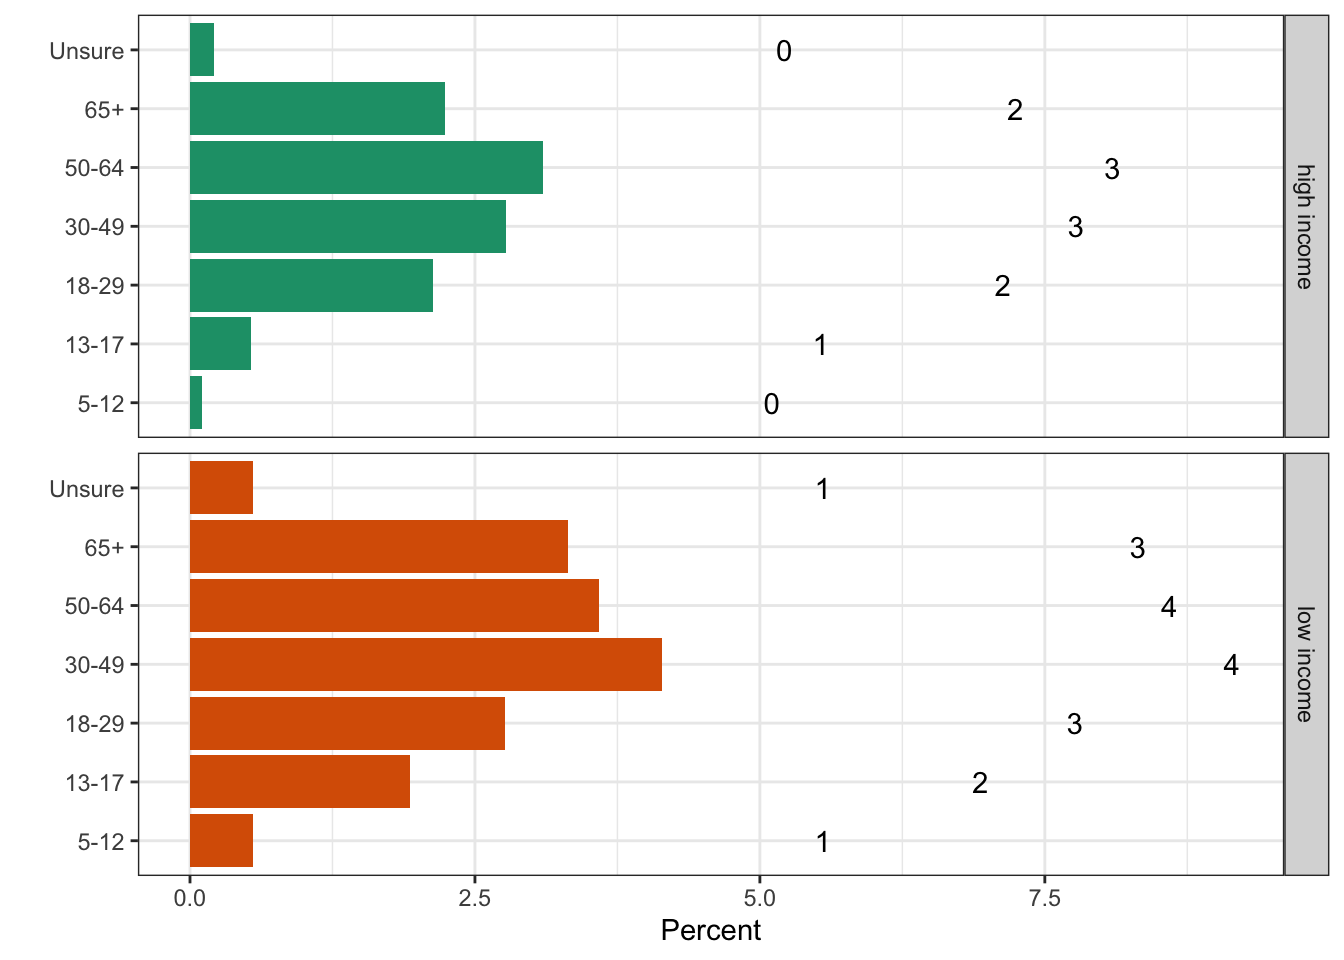 Unsure 0
65+ 2
50-64 3
30-49 3
18-29 2
13-17 1
5-12 0
high income
Unsure 1
65+ 3
50-64 4
30-49 4
18-29 3
13-17 2
5-12 1
low income
0.0 2.5 5.0 7.5
Percent